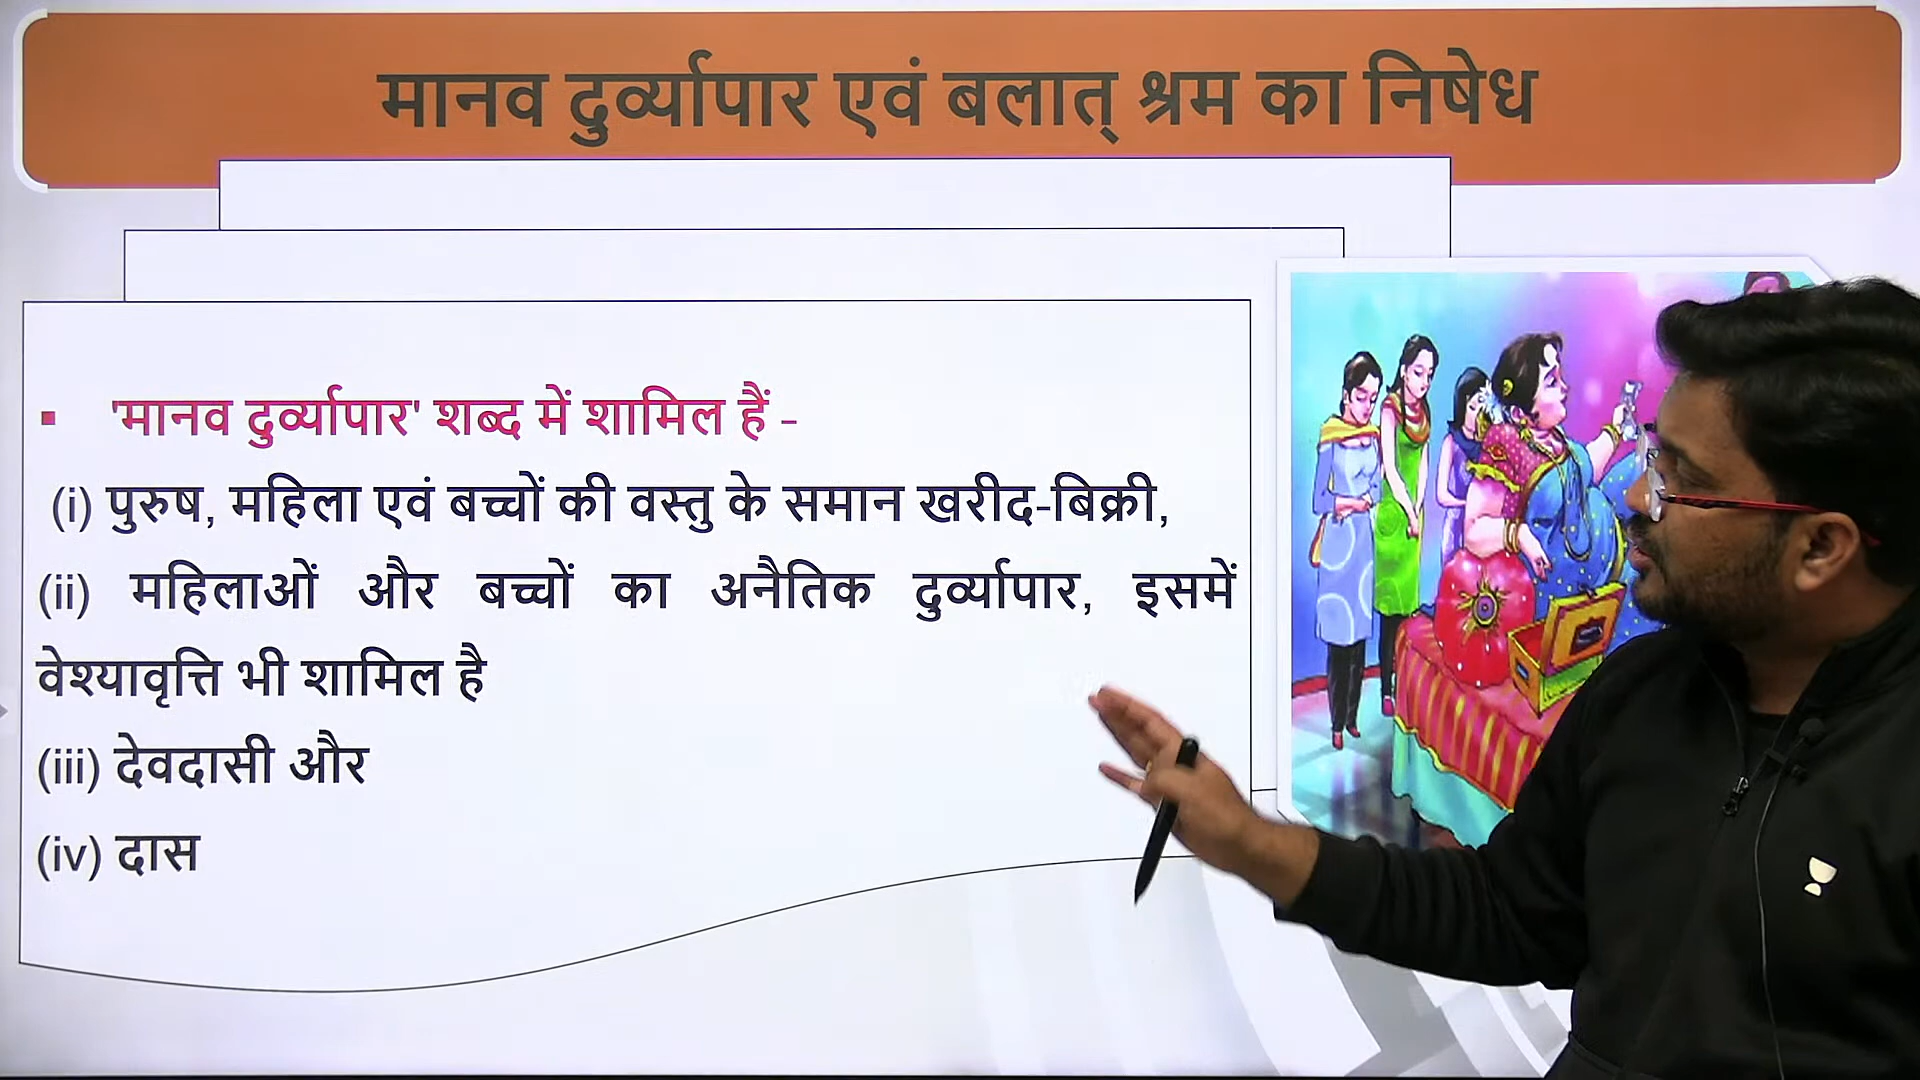 मानव दुर्व्यापार एवं बलात् श्रम का निषेध
▪ 'मानव दुर्व्यापार' शब्द में शामिल हैं –
(i) पुरुष, महिला एवं बच्चों की वस्तु के समान खरीद-बिक्री,
(ii) महिलाओं और बच्चों का अनैतिक दुर्व्यापार, इसमें
वेश्यावृत्ति भी शामिल है
(iii) देवदासी और
(iv) दास